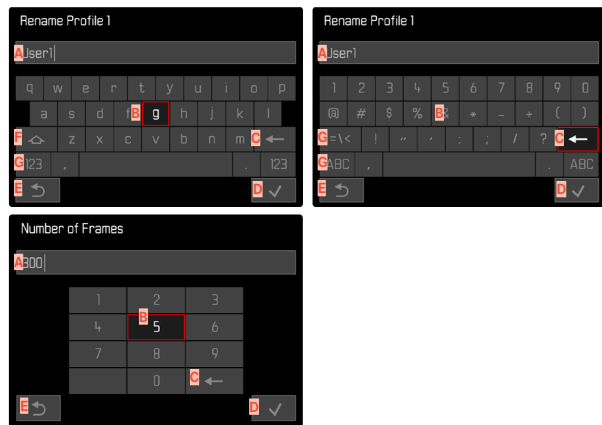 Rename Profile 1
A User1
q w e r t y u i o p
a s d f B g h j k l
F z x c v b n m C ←
G 123 , . 123
E D ✓
Rename Profile 1
A User1
1 2 3 4 5 6 7 8 9 0
@ # $ % B & * - + ( )
G =\< ! " ' : ; / ? C ←
G ABC , . ABC
E D ✓
Number of Frames
A 300
1 2 3
4 B 5 6
7 8 9
0 C ←
E D ✓